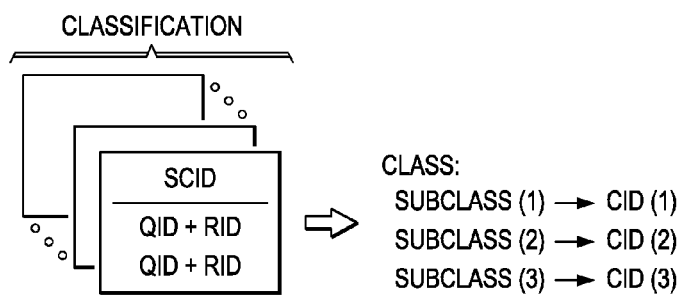 CLASSIFICATION
SCID
QID + RID
QID + RID
CLASS:
SUBCLASS (1) → CID (1)
SUBCLASS (2) → CID (2)
SUBCLASS (3) → CID (3)